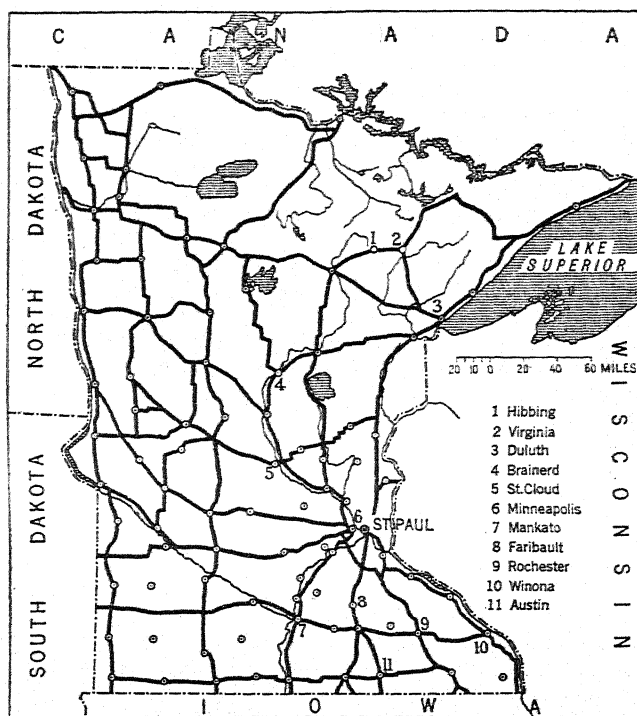 C A N A D A
NORTH DAKOTA
SOUTH DAKOTA
WISCONSIN
LAKE
SUPERIOR
1
2
3
4
20 10 0 20 40 60 MILES
1 Hibbing
2 Virginia
3 Duluth
4 Brainerd
5 St.Cloud
6 Minneapolis
7 Mankato
8 Faribault
9 Rochester
10 Winona
11 Austin
5
6
ST PAUL
8
7
9
10
11
I O W A